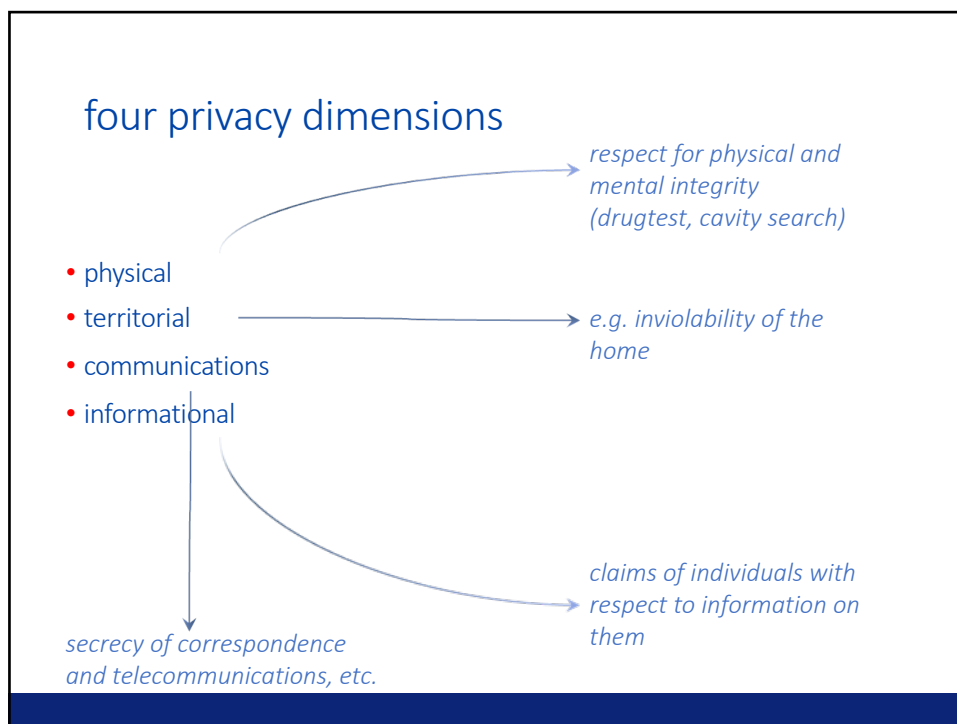 four privacy dimensions
respect for physical and
mental integrity
(drugtest, cavity search)
• physical
• territorial
e.g. inviolability of the
home
• communications
• informational
claims of individuals with
respect to information on
them
secrecy of correspondence
and telecommunications, etc.